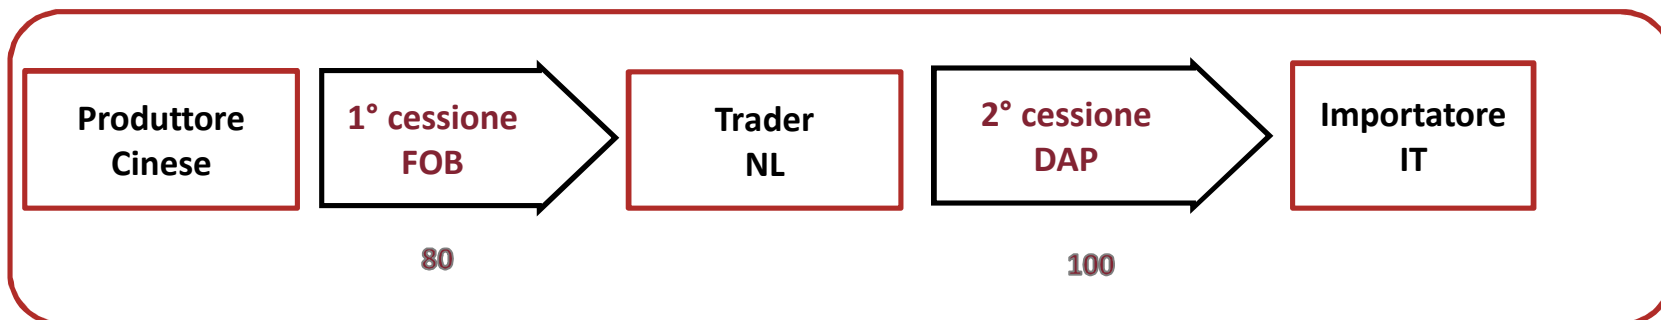 Produttore
Cinese
1° cessione
FOB
Trader
NL
2° cessione
DAP
Importatore
IT
80
100